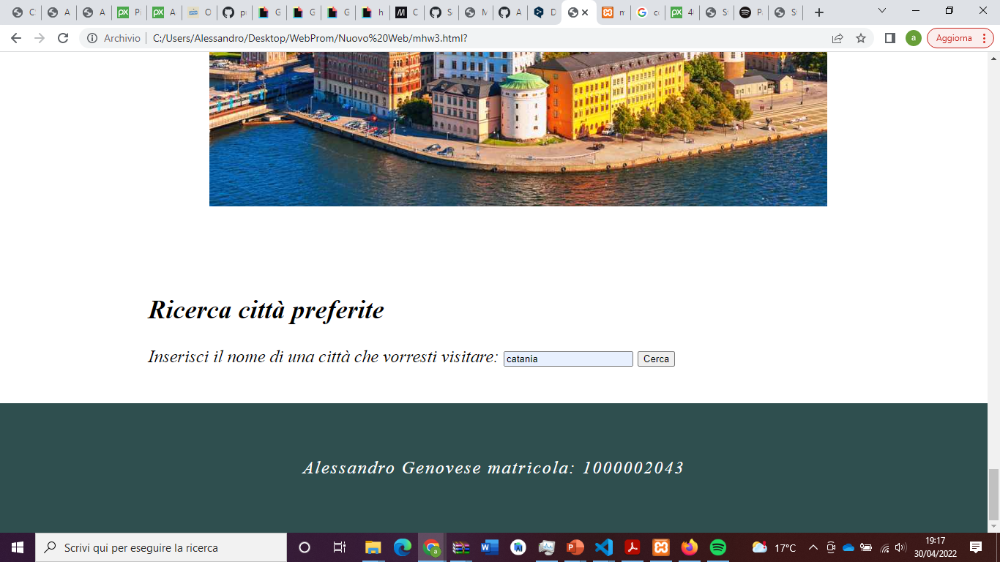 C
A
A
Pi
A
O
p
G
G
G
h
C
S
M
A
D
m
c
4
S
P
S
Archivio
C:/Users/Alessandro/Desktop/WebProm/Nuovo%20Web/mhw3.html?
a
Aggiorna
Ricerca città preferite
Inserisci il nome di una città che vorresti visitare: catania Cerca
Alessandro Genovese matricola: 1000002043
Scrivi qui per eseguire la ricerca
17°C
19:17
30/04/2022